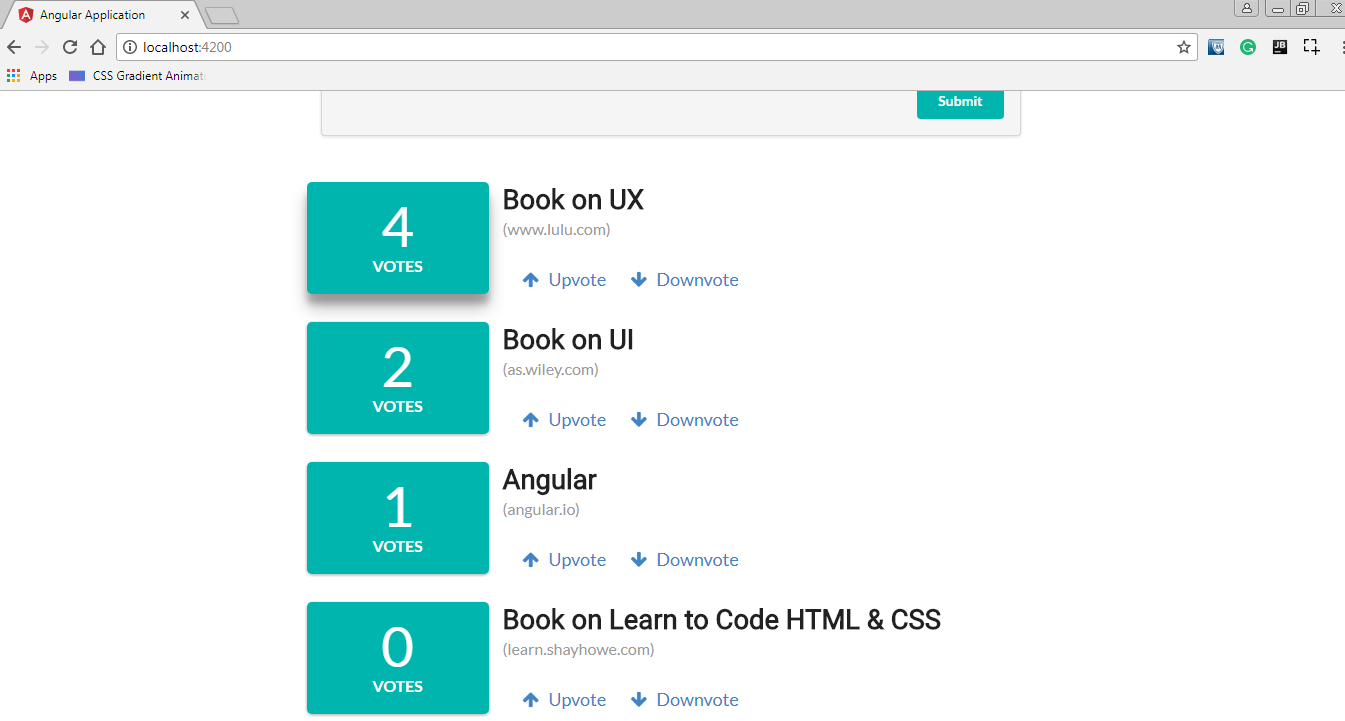 Angular Application
localhost:4200
Apps CSS Gradient Animat
Submit
4
VOTES
Book on UX
(www.lulu.com)
Upvote Downvote
2
VOTES
Book on UI
(as.wiley.com)
Upvote Downvote
1
VOTES
Angular
(angular.io)
Upvote Downvote
0
VOTES
Book on Learn to Code HTML & CSS
(learn.shayhowe.com)
Upvote Downvote